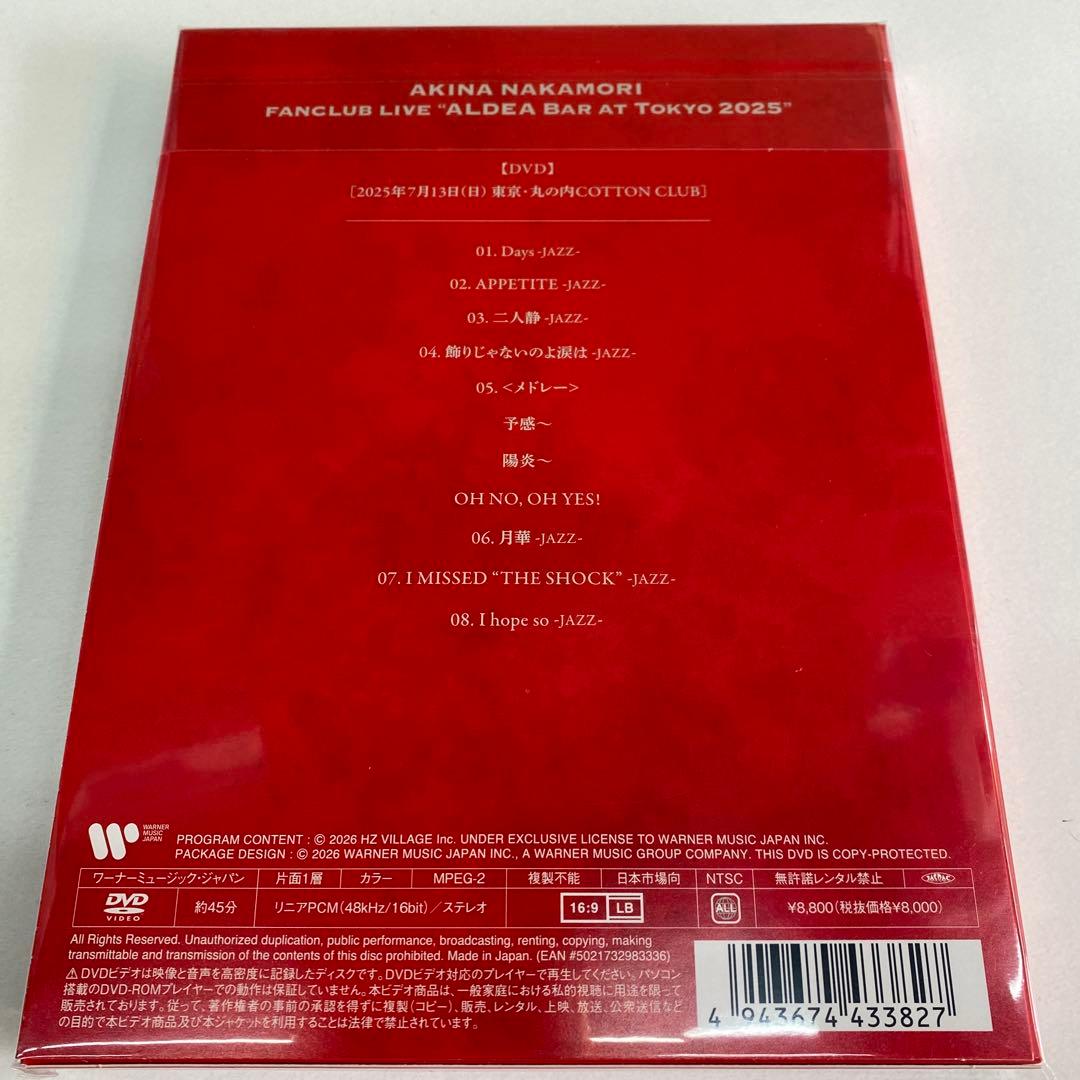 AKINA NAKAMORI
FANCLUB LIVE “ALDEA BAR AT TOKYO 2025”
【DVD】
［2025年7月13日(日) 東京・丸の内COTTON CLUB］
01. Days -JAZZ-
02. APPETITE -JAZZ-
03. 二人静 -JAZZ-
04. 飾りじゃないのよ涙は -JAZZ-
05. <メドレー>
予感〜
陽炎〜
OH NO, OH YES!
06. 月華 -JAZZ-
07. I MISSED “THE SHOCK” -JAZZ-
08. I hope so -JAZZ-
WARNER
MUSIC
JAPAN
PROGRAM CONTENT : © 2026 HZ VILLAGE Inc. UNDER EXCLUSIVE LICENSE TO WARNER MUSIC JAPAN INC.
PACKAGE DESIGN : © 2026 WARNER MUSIC JAPAN INC., A WARNER MUSIC GROUP COMPANY. THIS DVD IS COPY-PROTECTED.
ワーナーミュージック・ジャパン 片面1層 カラー MPEG-2 複製不能 日本市場向 NTSC 無許諾レンタル禁止 JASRAC
DVD VIDEO 約45分 リニアPCM(48kHz/16bit)／ステレオ 16:9 LB ALL ¥8,800(税抜価格¥8,000)
All Rights Reserved. Unauthorized duplication, public performance, broadcasting, renting, copying, making
transmittable and transmission of the contents of this disc prohibited. Made in Japan. (EAN #5021732983336)
⚠DVDビデオは映像と音声を高密度に記録したディスクです。DVDビデオ対応のプレイヤーで再生してください。パソコン
搭載のDVD-ROMプレイヤーでの動作は保証していません。本ビデオ商品は、一般家庭における私的視聴に用途を限って
販売されております。従って、著作権者の事前の承認を得ずに複製(コピー)、販売、レンタル、上映、放送、公衆送信など
の目的で本ビデオ商品及び本ジャケットを利用することは法律で禁止されています。
4 943674 433827